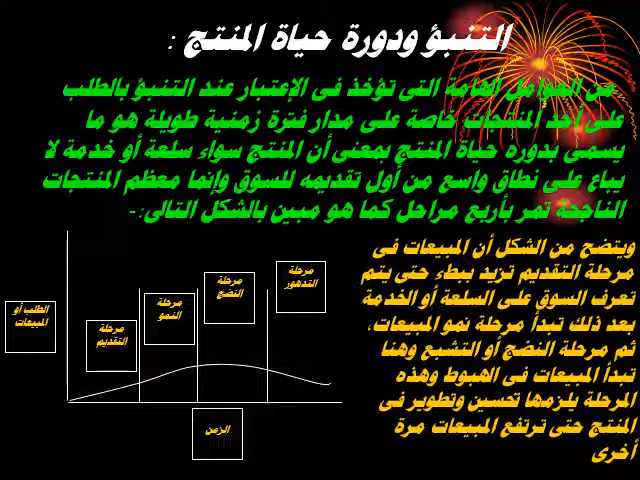 التنبؤ ودورة حياة المنتج :
من العوامل الهامة التى تؤخذ فى الإعتبار عند التنبؤ بالطلب
على أحد المنتجات خاصة على مدار فترة زمنية طويلة هو ما
يسمى بدوره حياة المنتج بمعنى أن المنتج سواء سلعة أو خدمة لا
يباع على نطاق واسع من أول تقديمه للسوق وإنما معظم المنتجات
الناجحة تمر بأربع مراحل كما هو مبين بالشكل التالى:-
ويتضح من الشكل أن المبيعات فى
مرحلة التقديم تزيد ببطء حتى يتم
تعرف السوق على السلعة أو الخدمة
بعد ذلك تبدأ مرحلة نمو المبيعات،
ثم مرحلة النضج أو التشبع وهنا
تبدأ المبيعات فى الهبوط وهذه
المرحلة يلزمها تحسين وتطوير فى
المنتج حتى ترتفع المبيعات مرة
أخرى
مرحلة
التدهور
مرحلة
النضج
مرحلة
النمو
مرحلة
التقديم
الطلب أو
المبيعات
الزمن